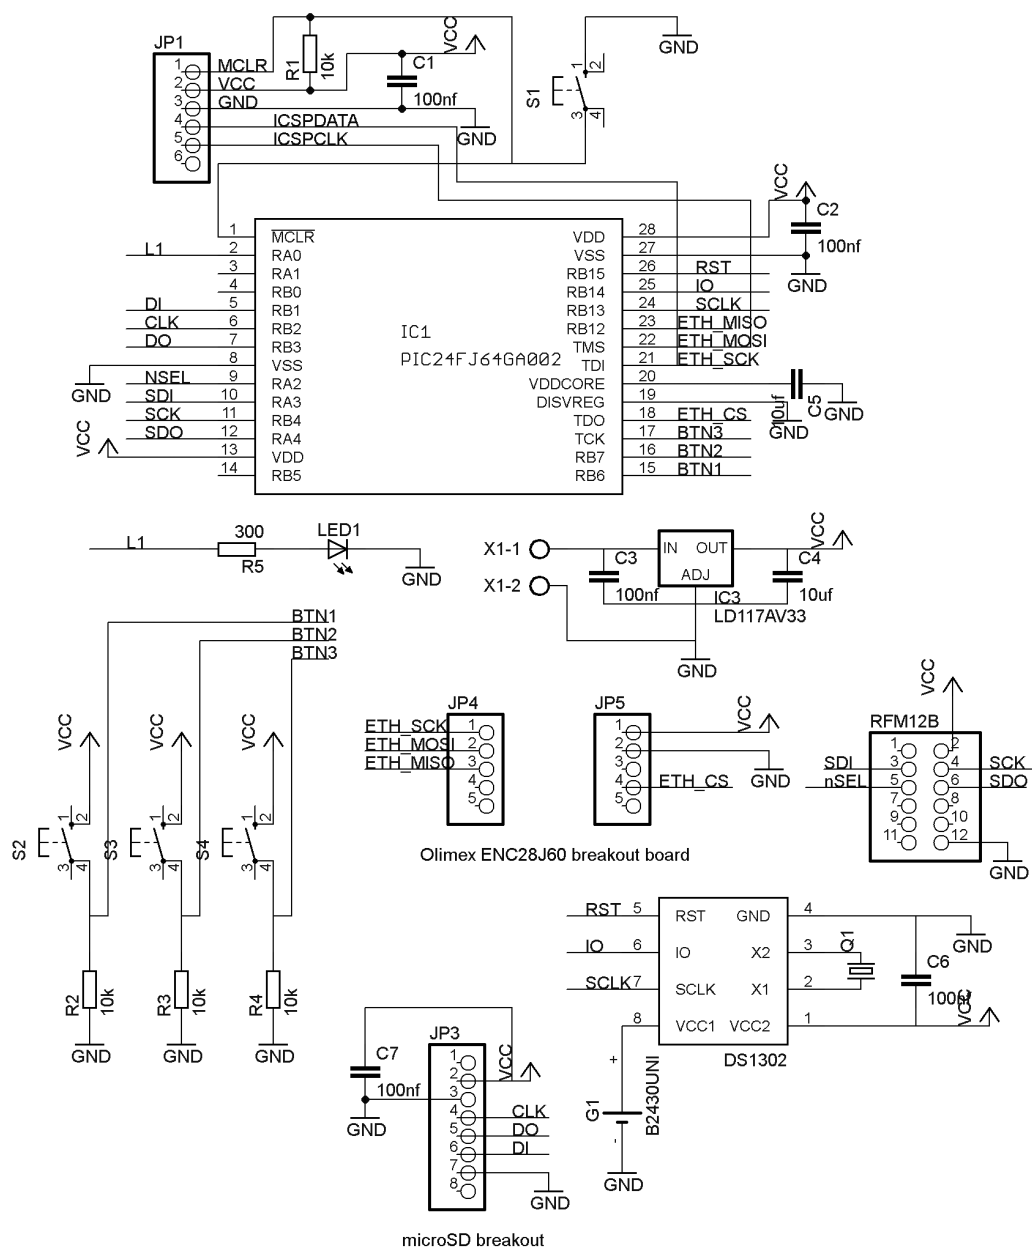 JP1
1 MCLR
2 VCC
3 GND
4 ICSPDATA
5 ICSPCLK
6
R1
10k
C1
100nf
VCC
GND
S1
1 2
3 4
GND
VCC
C2
100nf
GND
1 MCLR VDD 28
L1 2 RA0 VSS 27
3 RA1 RB15 26 RST
4 RB0 RB14 25 IO
DI 5 RB1 RB13 24 SCLK
CLK 6 RB2 RB12 23 ETH_MISO
DO 7 RB3 TMS 22 ETH_MOSI
8 VSS TDI 21 ETH_SCK
NSEL 9 RA2 VDDCORE 20
SDI 10 RA3 DISVREG 19
SCK 11 RB4 TDO 18 ETH_CS
SDO 12 RA4 TCK 17 BTN3
13 VDD RB7 16 BTN2
14 RB5 RB6 15 BTN1
IC1
PIC24FJ64GA002
GND
VCC
10uf
C5
GND
GND
L1
300
R5
LED1
GND
X1-1
X1-2
C3
100nf
IN OUT
ADJ
IC3
LD117AV33
C4
10uf
VCC
GND
BTN1
BTN2
BTN3
VCC
VCC
VCC
S2
1 2
3 4
S3
1 2
3 4
S4
1 2
3 4
R2
10k
R3
10k
R4
10k
GND
GND
GND
JP4
ETH_SCK 1
ETH_MOSI 2
ETH_MISO 3
4
5
JP5
1
2
3
4 ETH_CS
5
VCC
GND
Olimex ENC28J60 breakout board
VCC
RFM12B
1 2
SDI 3 4 SCK
nSEL 5 6 SDO
7 8
9 10
11 12
GND
RST 5 RST GND 4
IO 6 IO X2 3
SCLK 7 SCLK X1 2
8 VCC1 VCC2 1
DS1302
Q1
C6
100nf
GND
VCC
+
G1
B2430UNI
-
GND
C7
100nf
GND
JP3
1
2
3
4 CLK
5 DO
6 DI
7
8
VCC
GND
microSD breakout